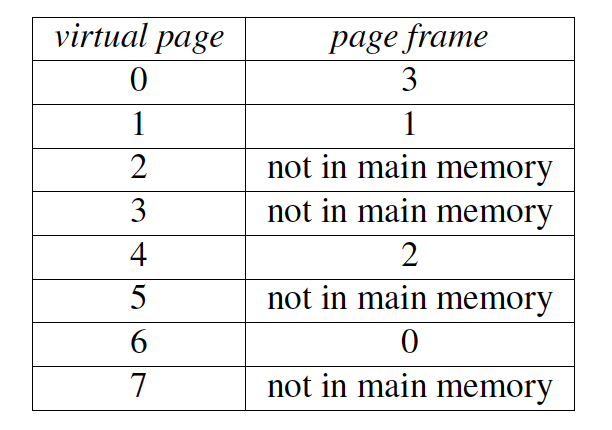 virtual page page frame
0 3
1 1
2 not in main memory
3 not in main memory
4 2
5 not in main memory
6 0
7 not in main memory